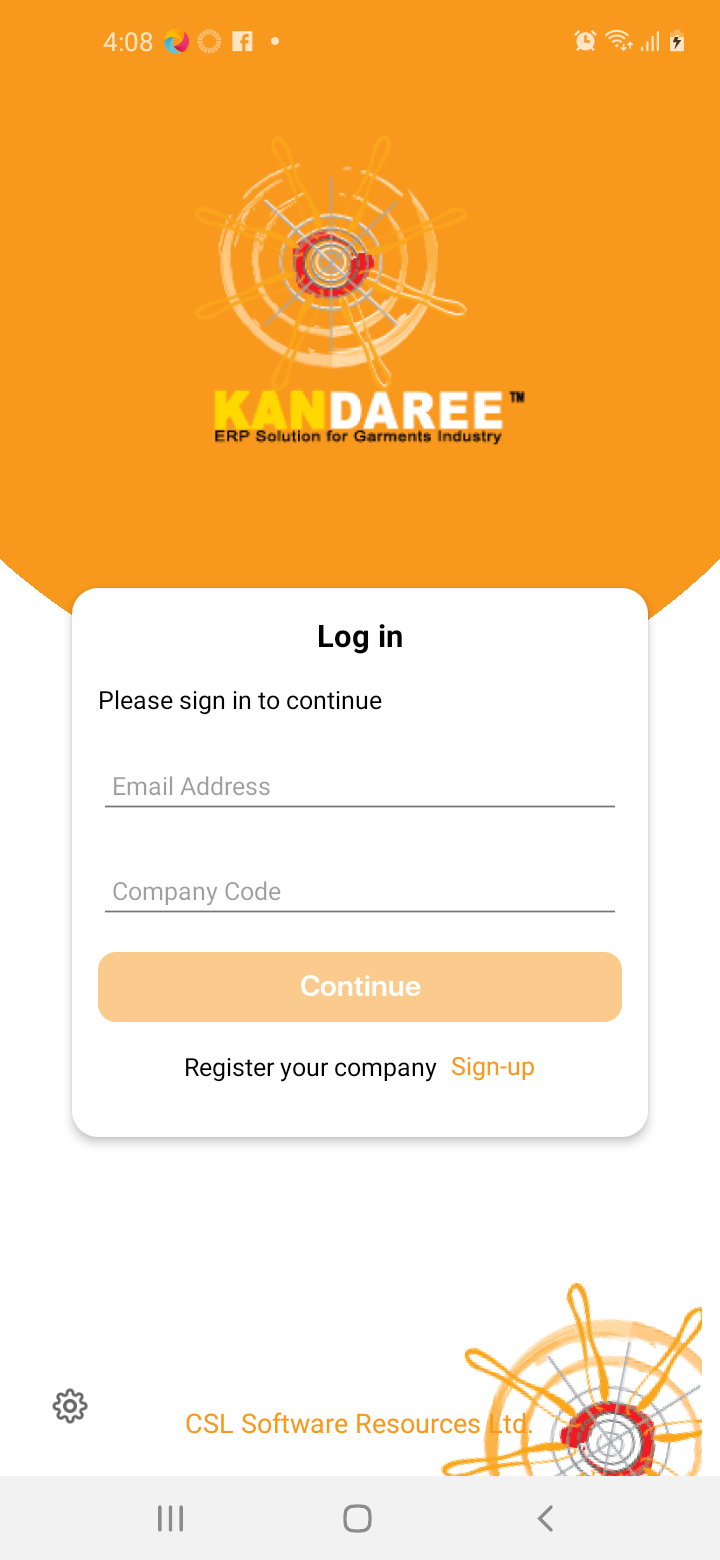 4:08
KANDAREE™
ERP Solution for Garments Industry
Log in
Please sign in to continue
Email Address
Company Code
Continue
Register your company Sign-up
CSL Software Resources Ltd.